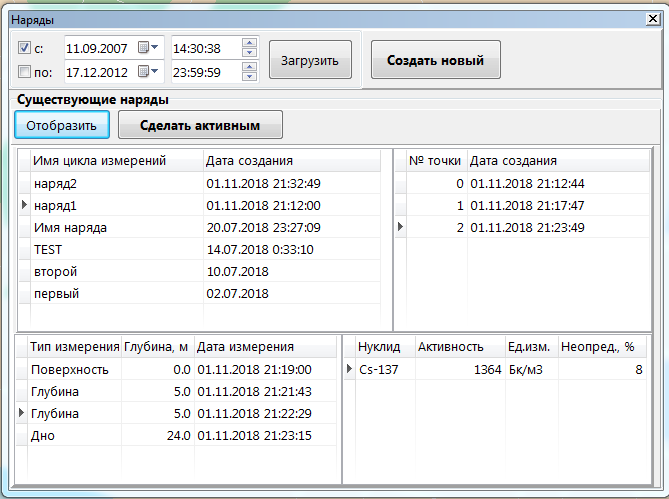 Наряды
с: 11.09.2007 14:30:38
по: 17.12.2012 23:59:59
Загрузить
Создать новый
Существующие наряды
Отобразить
Сделать активным
Имя цикла измерений Дата создания
наряд2 01.11.2018 21:32:49
наряд1 01.11.2018 21:12:00
Имя наряда 20.07.2018 23:27:09
TEST 14.07.2018 0:33:10
второй 10.07.2018
первый 02.07.2018
№ точки Дата создания
0 01.11.2018 21:12:44
1 01.11.2018 21:17:47
2 01.11.2018 21:23:49
Тип измерения Глубина, м Дата измерения
Поверхность 0.0 01.11.2018 21:19:00
Глубина 5.0 01.11.2018 21:21:43
Глубина 5.0 01.11.2018 21:22:29
Дно 24.0 01.11.2018 21:23:15
Нуклид Активность Ед.изм. Неопред., %
Cs-137 1364 Бк/м3 8